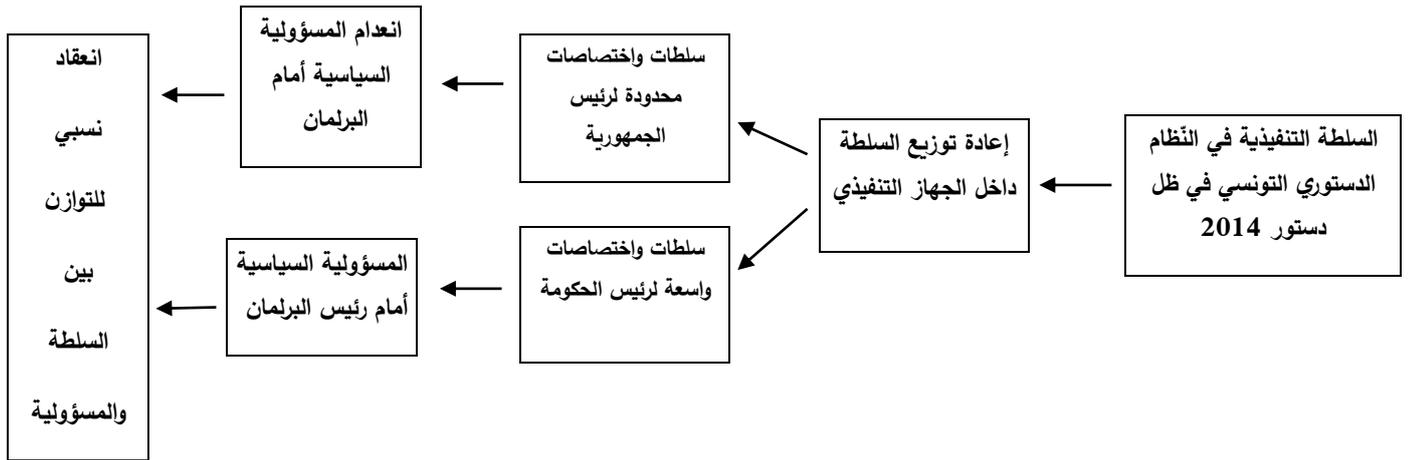 السلطة التنفيذية في النّظام
الدستوري التونسي في ظل
دستور 2014
إعادة توزيع السلطة
داخل الجهاز التنفيذي
سلطات واختصاصات
محدودة لرئيس
الجمهورية
انعدام المسؤولية
السياسية أمام
البرلمان
سلطات واختصاصات
واسعة لرئيس الحكومة
المسؤولية السياسية
أمام رئيس البرلمان
انعقاد
نسبي
للتوازن
بين
السلطة
والمسؤولية